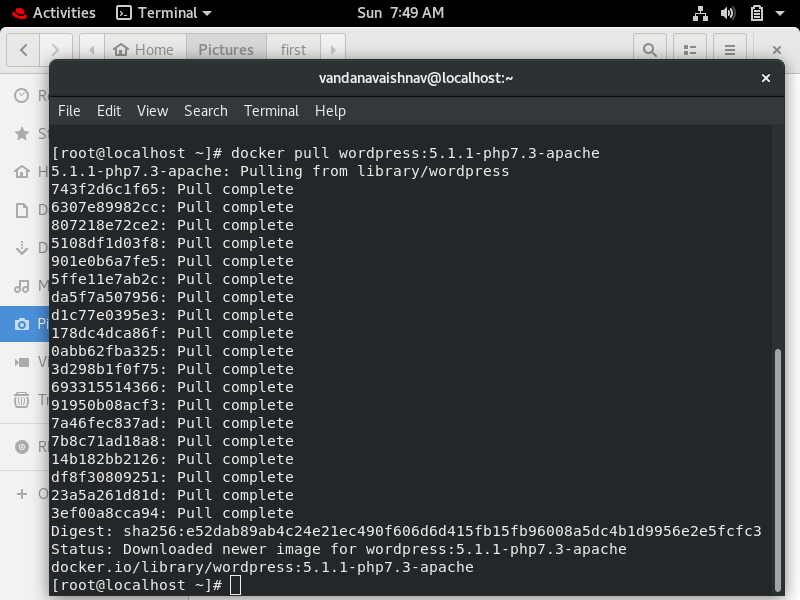 Activities Terminal Sun 7:49 AM
Home Pictures first
vandanavaishnav@localhost:~
File Edit View Search Terminal Help
[root@localhost ~]# docker pull wordpress:5.1.1-php7.3-apache
5.1.1-php7.3-apache: Pulling from library/wordpress
743f2d6c1f65: Pull complete
6307e89982cc: Pull complete
807218e72ce2: Pull complete
5108df1d03f8: Pull complete
901e0b6a7fe5: Pull complete
5ffe11e7ab2c: Pull complete
da5f7a507956: Pull complete
d1c77e0395e3: Pull complete
178dc4dca86f: Pull complete
0abb62fba325: Pull complete
3d298b1f0f75: Pull complete
693315514366: Pull complete
91950b08acf3: Pull complete
7a46fec837ad: Pull complete
7b8c71ad18a8: Pull complete
14b182bb2126: Pull complete
df8f30809251: Pull complete
23a5a261d81d: Pull complete
3ef00a8cca94: Pull complete
Digest: sha256:e52dab89ab4c24e21ec490f606d6d415fb15fb96008a5dc4b1d9956e2e5fcfc3
Status: Downloaded newer image for wordpress:5.1.1-php7.3-apache
docker.io/library/wordpress:5.1.1-php7.3-apache
[root@localhost ~]#